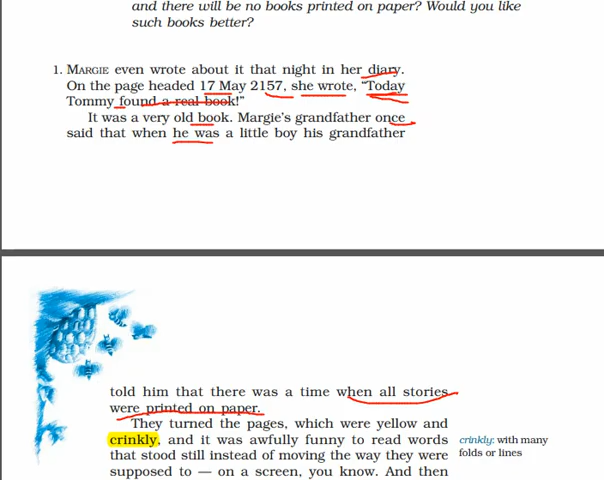 and there will be no books printed on paper? Would you like
such books better?
1. MARGIE even wrote about it that night in her diary.
On the page headed 17 May 2157, she wrote, “Today
Tommy found a real book!”
It was a very old book. Margie's grandfather once
said that when he was a little boy his grandfather
told him that there was a time when all stories
were printed on paper.
They turned the pages, which were yellow and
crinkly, and it was awfully funny to read words
that stood still instead of moving the way they were
supposed to — on a screen, you know. And then
crinkly: with many
folds or lines